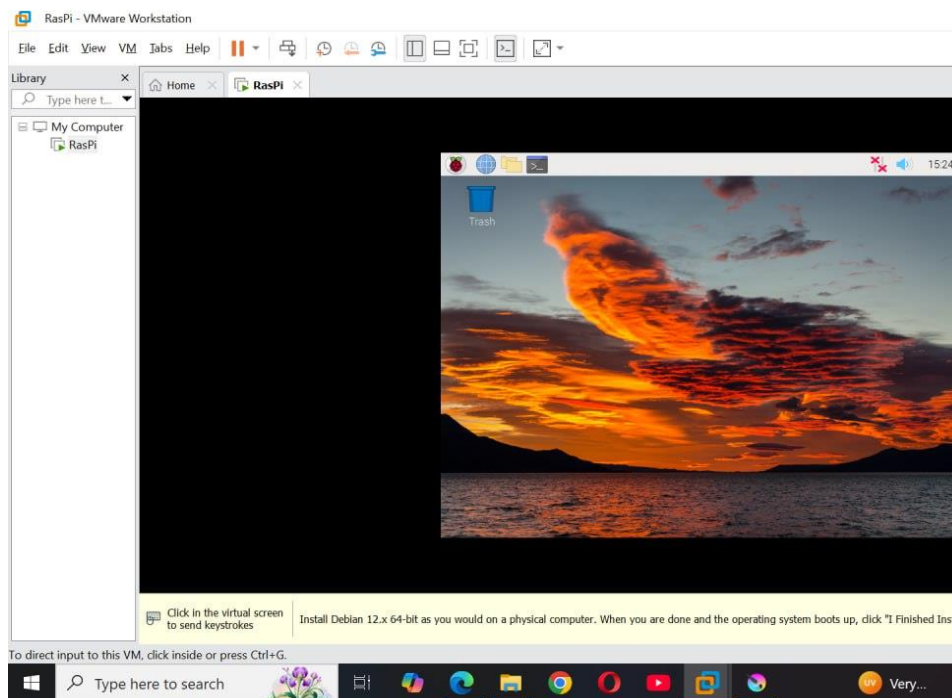 RasPi - VMware Workstation
File Edit View VM Tabs Help
Library
Home
RasPi
Type here t...
My Computer
RasPi
15:24
Trash
Click in the virtual screen
to send keystrokes
Install Debian 12.x 64-bit as you would on a physical computer. When you are done and the operating system boots up, click "I Finished Ins
To direct input to this VM, click inside or press Ctrl+G.
Type here to search
UV
Very...